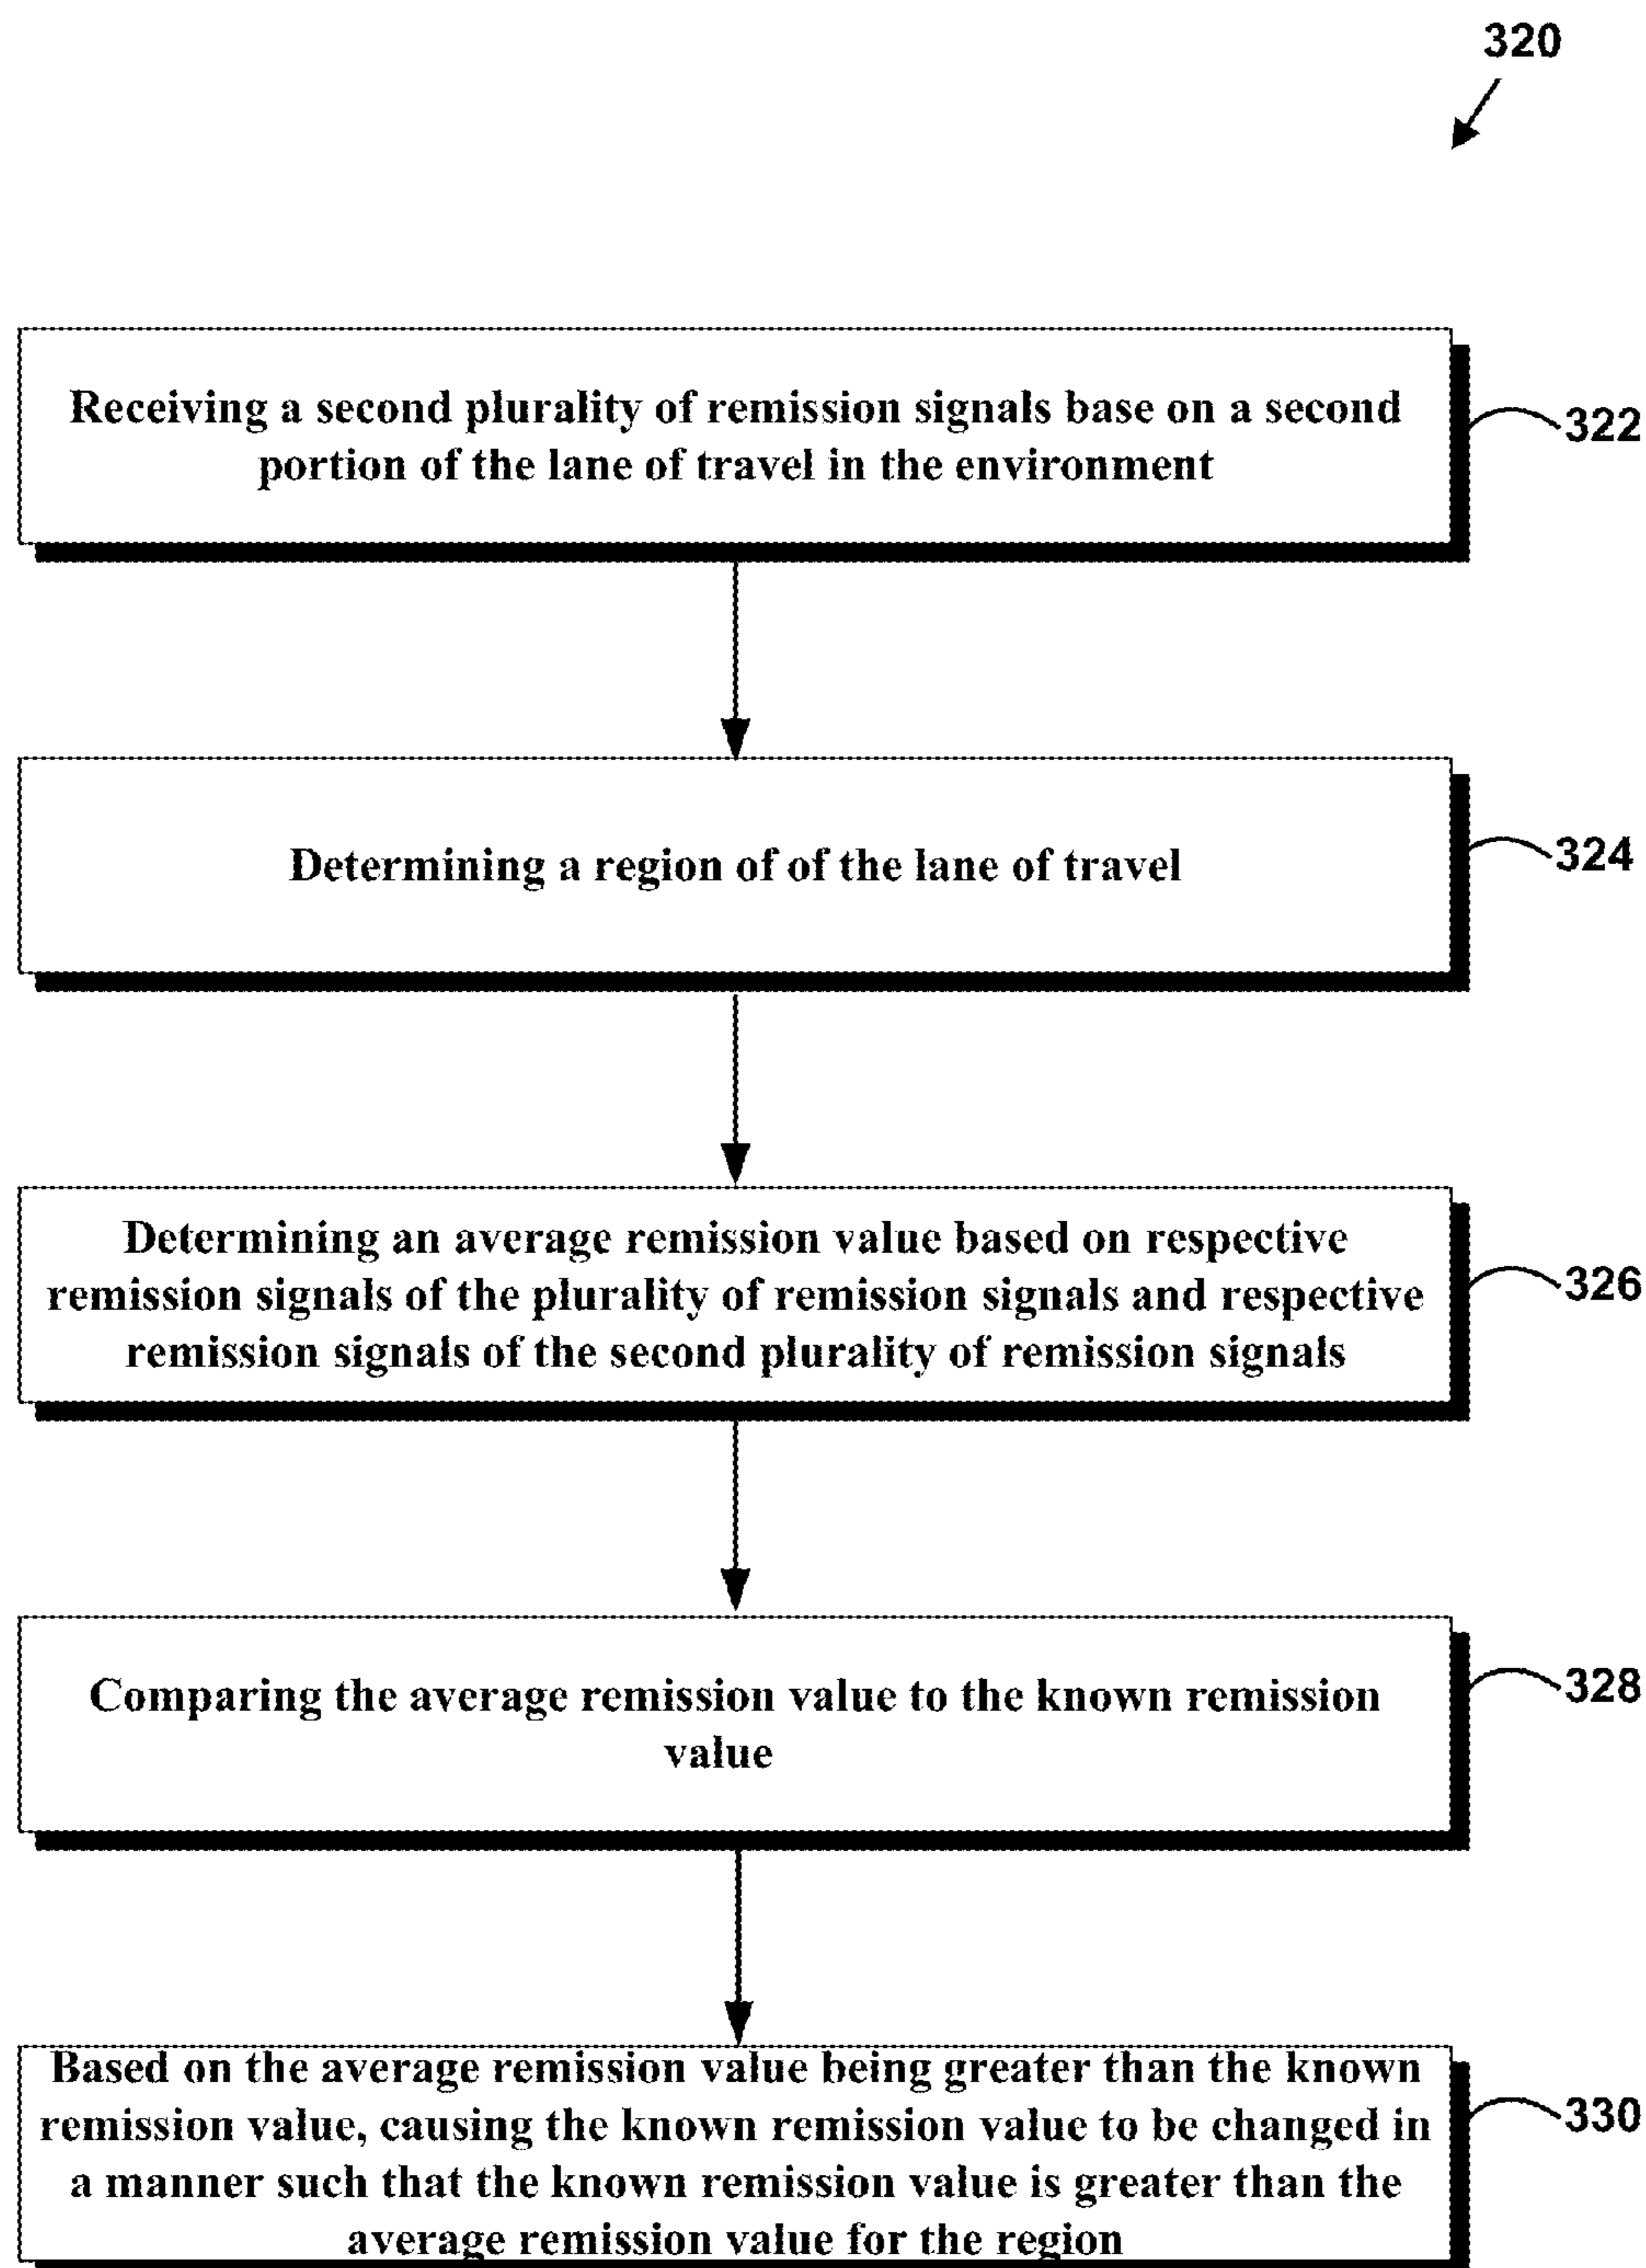 320
Receiving a second plurality of remission signals base on a second
portion of the lane of travel in the environment
322
Determining a region of of the lane of travel
324
Determining an average remission value based on respective
remission signals of the plurality of remission signals and respective
remission signals of the second plurality of remission signals
326
Comparing the average remission value to the known remission
value
328
Based on the average remission value being greater than the known
remission value, causing the known remission value to be changed in
a manner such that the known remission value is greater than the
average remission value for the region
330